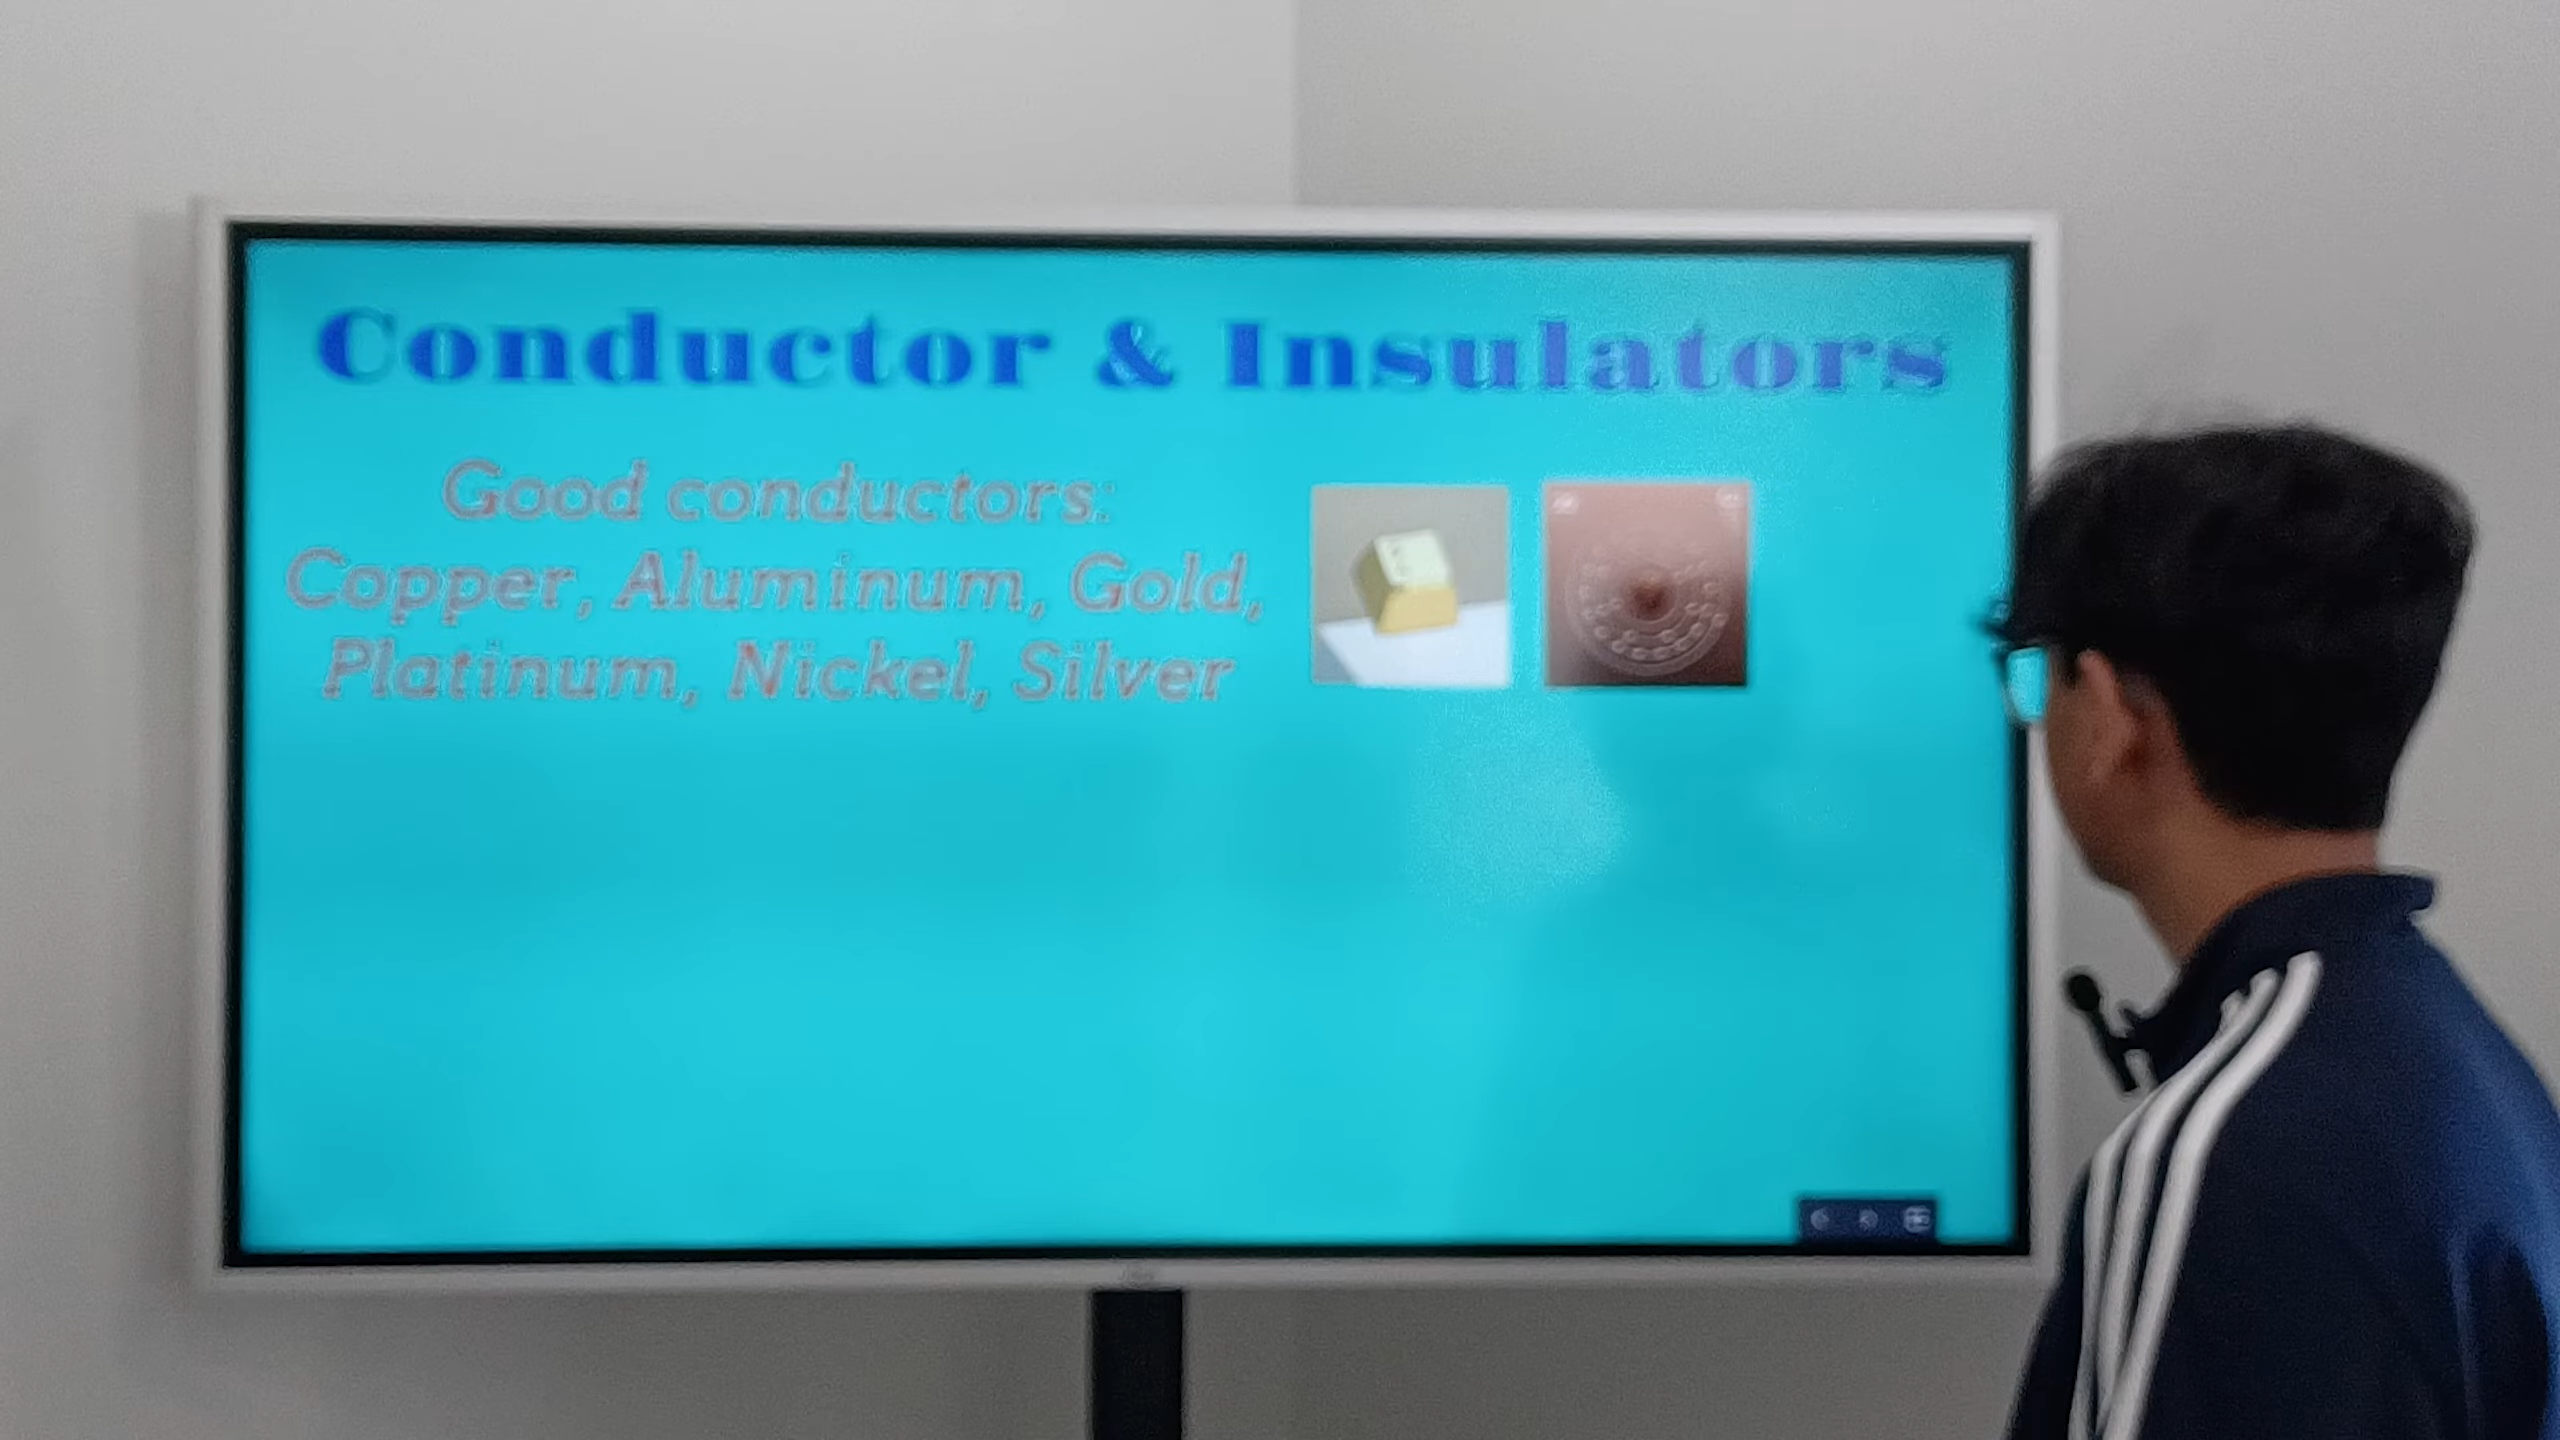 Conductor & Insulators
Good conductors:
Copper, Aluminum, Gold,
Platinum, Nickel, Silver